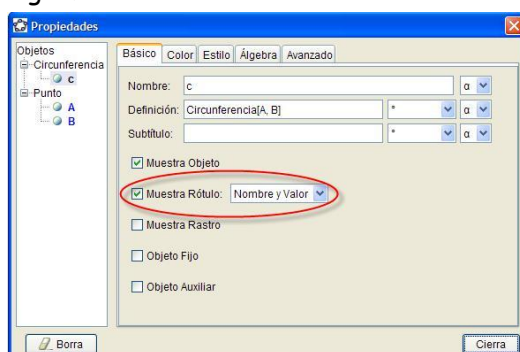 Propiedades
Objetos
Circunferencia
c
Punto
A
B
Básico Color Estilo Álgebra Avanzado
Nombre: c α
Definición: Circunferencia[A, B] ° α
Subtítulo: ° α
Muestra Objeto
Muestra Rótulo: Nombre y Valor
Muestra Rastro
Objeto Fijo
Objeto Auxiliar
Borra Cierra